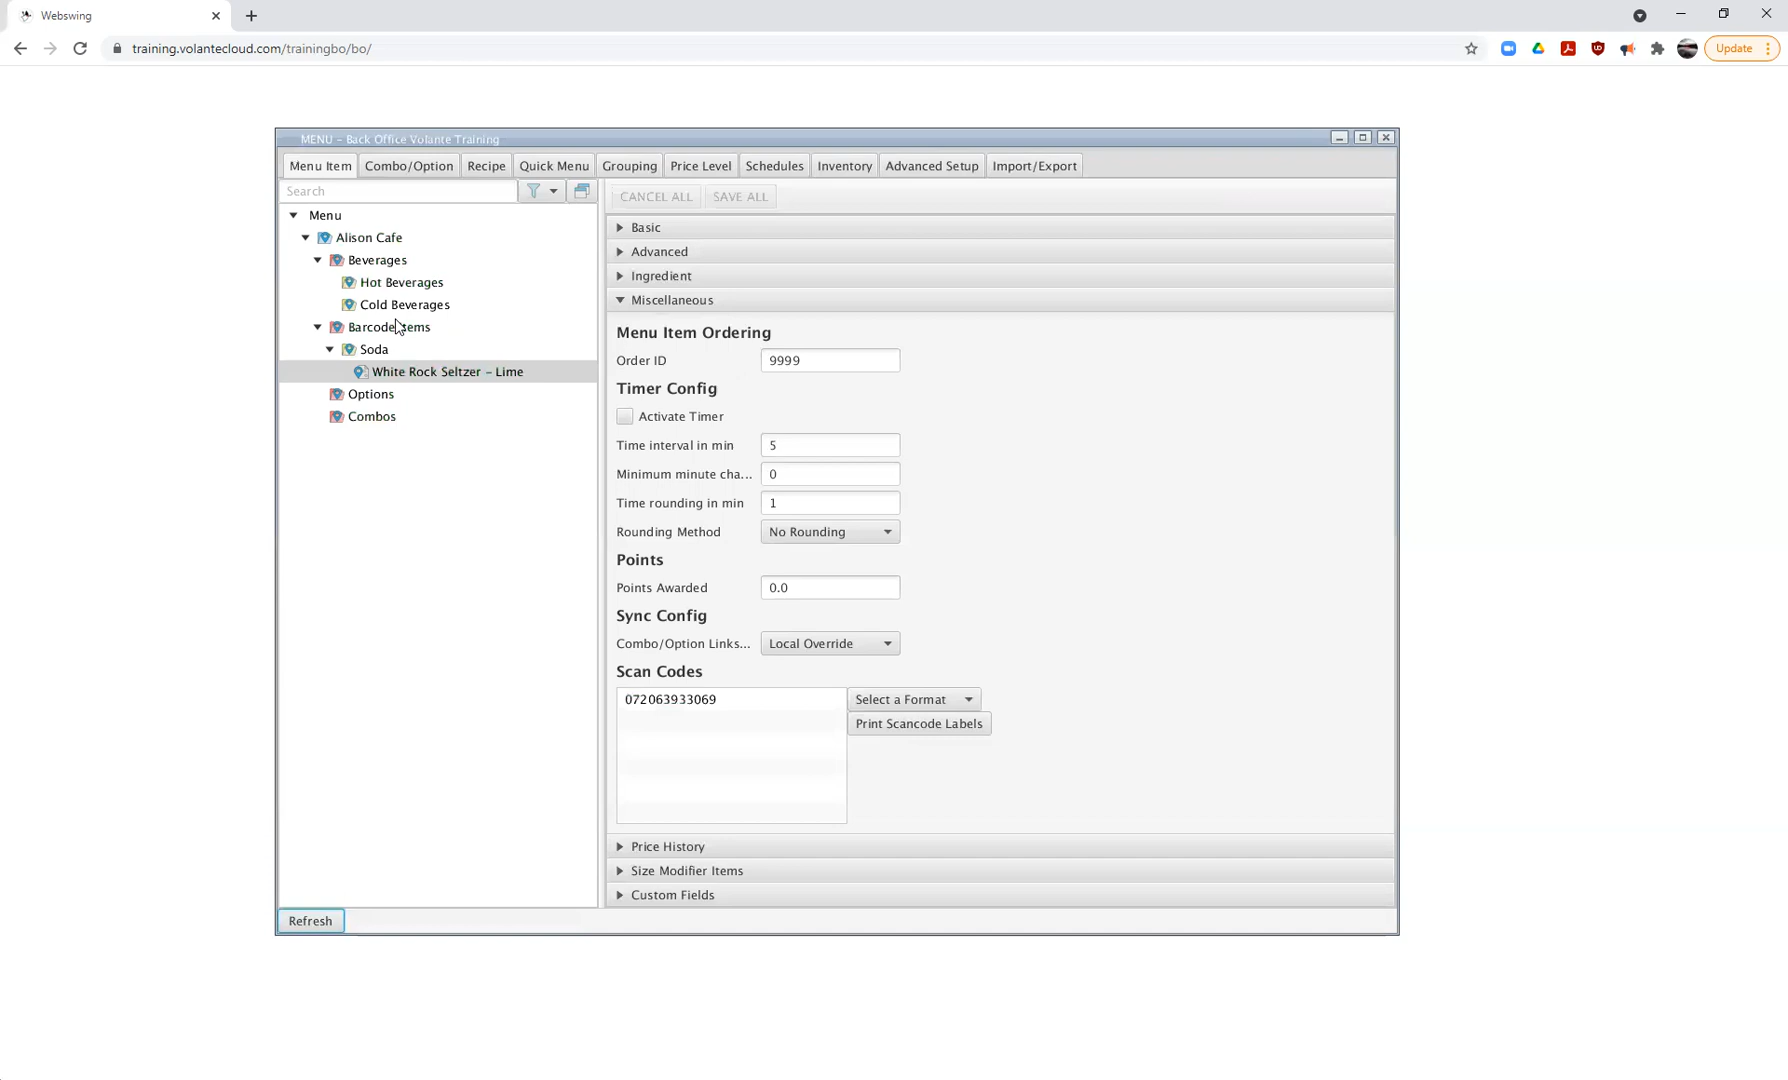 Webswing
training.volantecloud.com/trainingbo/bo/
Update
MENU - Back Office Volante Training
Menu Item Combo/Option Recipe Quick Menu Grouping Price Level Schedules Inventory Advanced Setup Import/Export
Search
CANCEL ALL SAVE ALL
Menu
Alison Cafe
Beverages
Hot Beverages
Cold Beverages
Barcode Items
Soda
White Rock Seltzer - Lime
Options
Combos
Basic
Advanced
Ingredient
Miscellaneous
Menu Item Ordering
Order ID 9999
Timer Config
Activate Timer
Time interval in min 5
Minimum minute cha... 0
Time rounding in min 1
Rounding Method No Rounding
Points
Points Awarded 0.0
Sync Config
Combo/Option Links... Local Override
Scan Codes
072063933069 Select a Format
Print Scancode Labels
Price History
Size Modifier Items
Custom Fields
Refresh